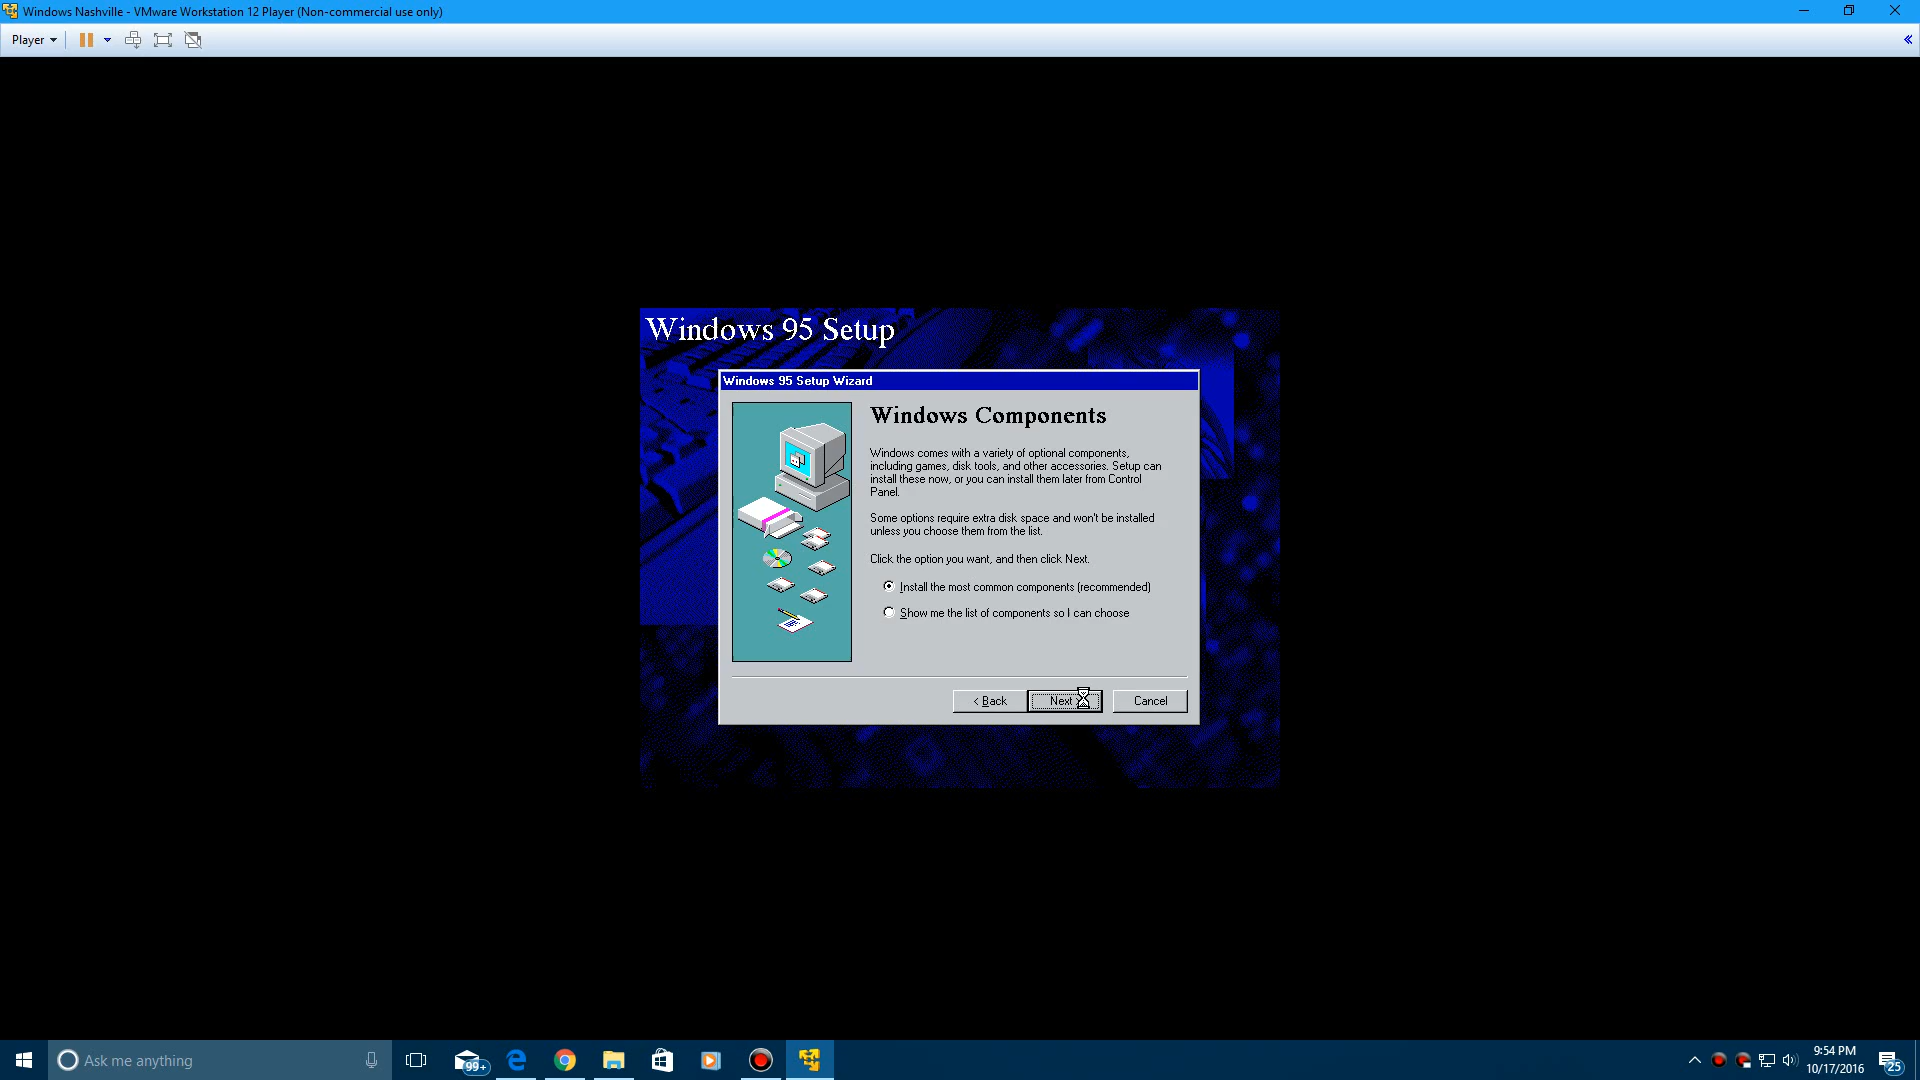 Windows Nashville - VMware Workstation 12 Player (Non-commercial use only)
Player
Windows 95 Setup
Windows 95 Setup Wizard
Windows Components
Windows comes with a variety of optional components,
including games, disk tools, and other accessories. Setup can
install these now, or you can install them later from Control
Panel.
Some options require extra disk space and won't be installed
unless you choose them from the list.
Click the option you want, and then click Next.
Install the most common components (recommended)
Show me the list of components so I can choose
< Back
Next
Cancel
Ask me anything
99+
9:54 PM
10/17/2016
25